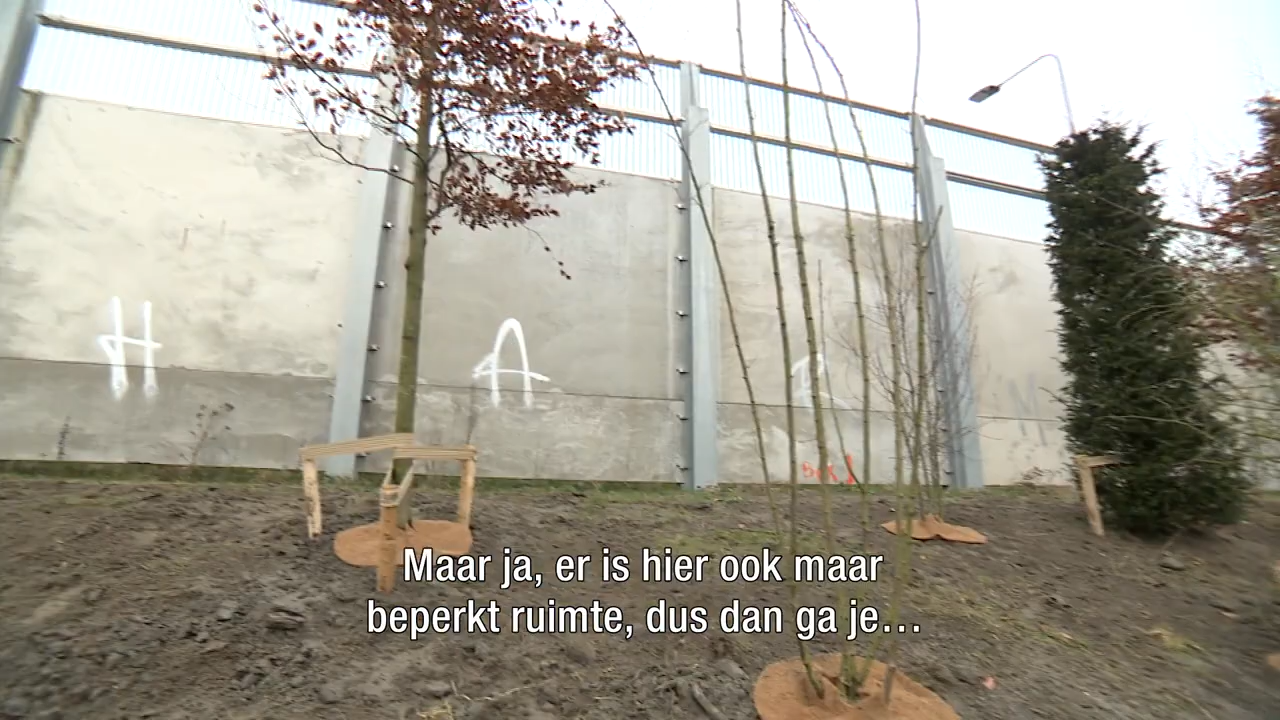 H A
Maar ja, er is hier ook maar
beperkt ruimte, dus dan ga je...